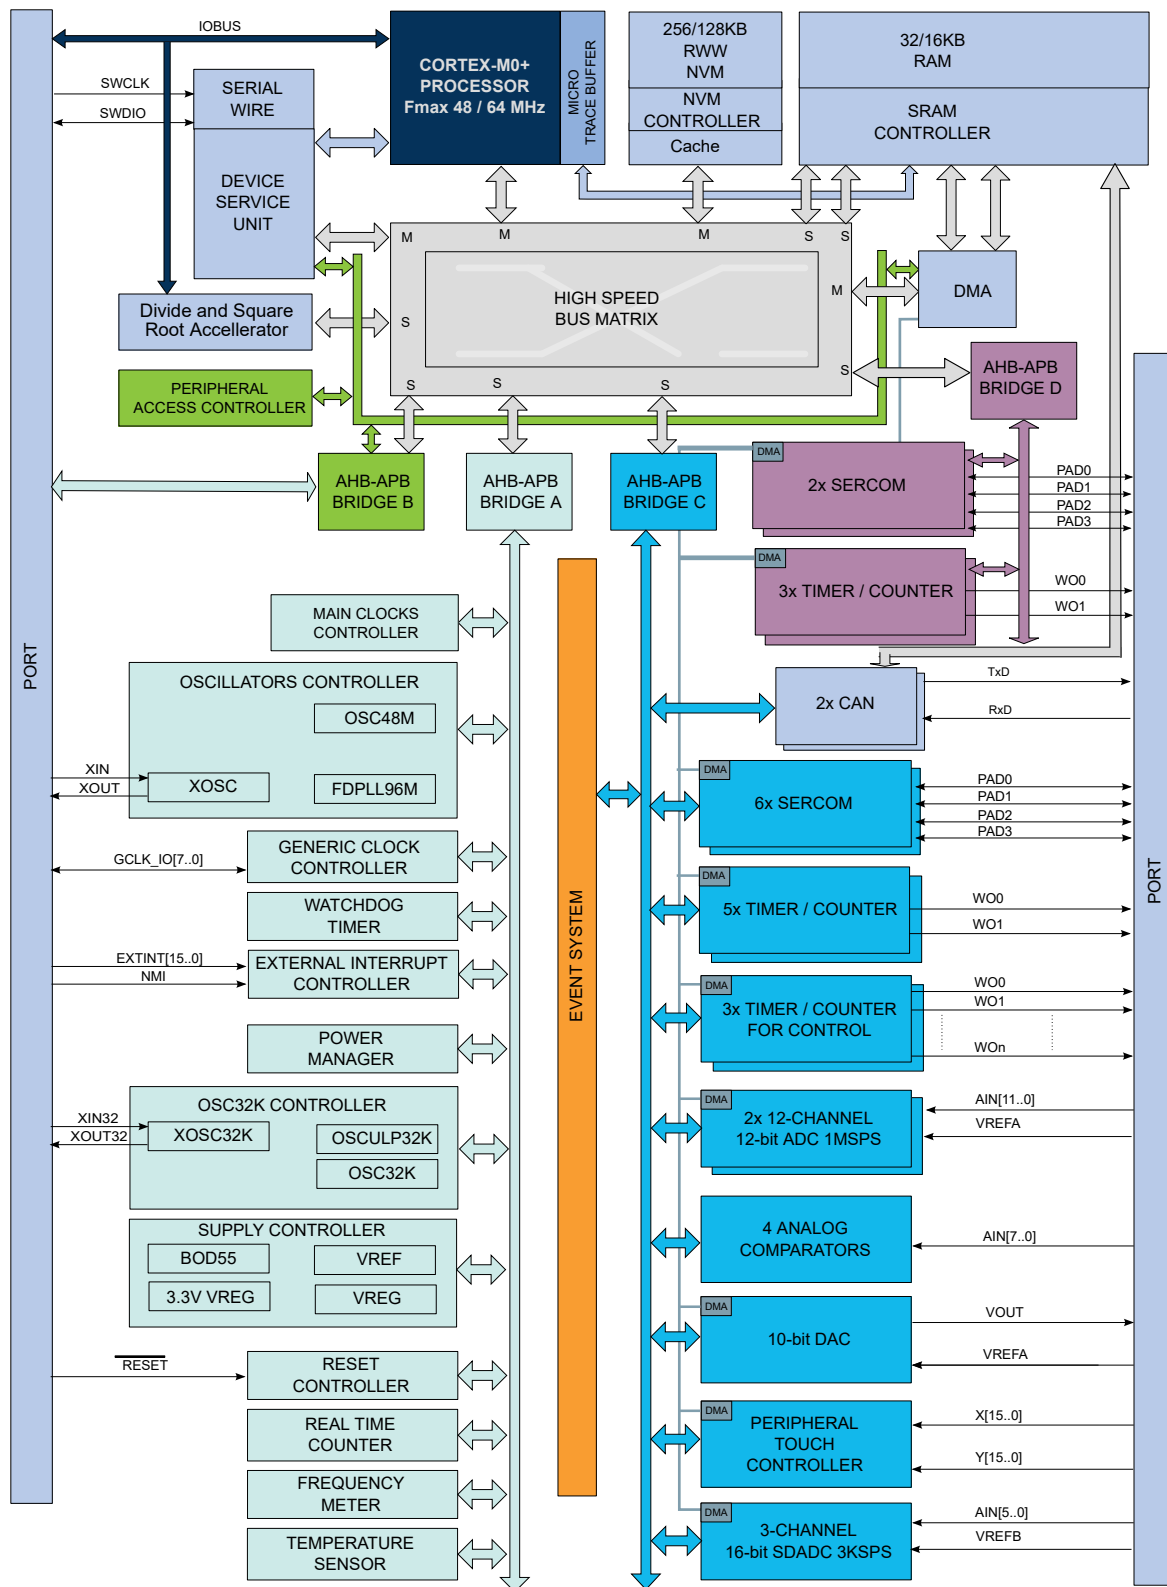 IOBUS
SWCLK
SWDIO
SERIAL
WIRE
DEVICE
SERVICE
UNIT
CORTEX-M0+
PROCESSOR
Fmax 48 / 64 MHz
MICRO
TRACE BUFFER
256/128KB
RWW
NVM
NVM
CONTROLLER
Cache
32/16KB
RAM
SRAM
CONTROLLER
M
M
M
S
S
HIGH SPEED
BUS MATRIX
M
S
S
S
S
S
DMA
Divide and Square
Root Accellerator
PERIPHERAL
ACCESS CONTROLLER
AHB-APB
BRIDGE B
AHB-APB
BRIDGE A
AHB-APB
BRIDGE C
AHB-APB
BRIDGE D
PORT
PORT
EVENT SYSTEM
MAIN CLOCKS
CONTROLLER
OSCILLATORS CONTROLLER
OSC48M
XOSC
FDPLL96M
XIN
XOUT
GENERIC CLOCK
CONTROLLER
GCLK_IO[7..0]
WATCHDOG
TIMER
EXTERNAL INTERRUPT
CONTROLLER
EXTINT[15..0]
NMI
POWER
MANAGER
OSC32K CONTROLLER
XOSC32K
OSCULP32K
OSC32K
XIN32
XOUT32
SUPPLY CONTROLLER
BOD55
VREF
3.3V VREG
VREG
RESET
RESET
CONTROLLER
REAL TIME
COUNTER
FREQUENCY
METER
TEMPERATURE
SENSOR
DMA
2x SERCOM
PAD0
PAD1
PAD2
PAD3
DMA
3x TIMER / COUNTER
WO0
WO1
2x CAN
TxD
RxD
DMA
6x SERCOM
PAD0
PAD1
PAD2
PAD3
DMA
5x TIMER / COUNTER
WO0
WO1
DMA
3x TIMER / COUNTER
FOR CONTROL
WO0
WO1
WOn
DMA
2x 12-CHANNEL
12-bit ADC 1MSPS
AIN[11..0]
VREFA
4 ANALOG
COMPARATORS
AIN[7..0]
DMA
10-bit DAC
VOUT
VREFA
DMA
PERIPHERAL
TOUCH
CONTROLLER
X[15..0]
Y[15..0]
DMA
3-CHANNEL
16-bit SDADC 3KSPS
AIN[5..0]
VREFB